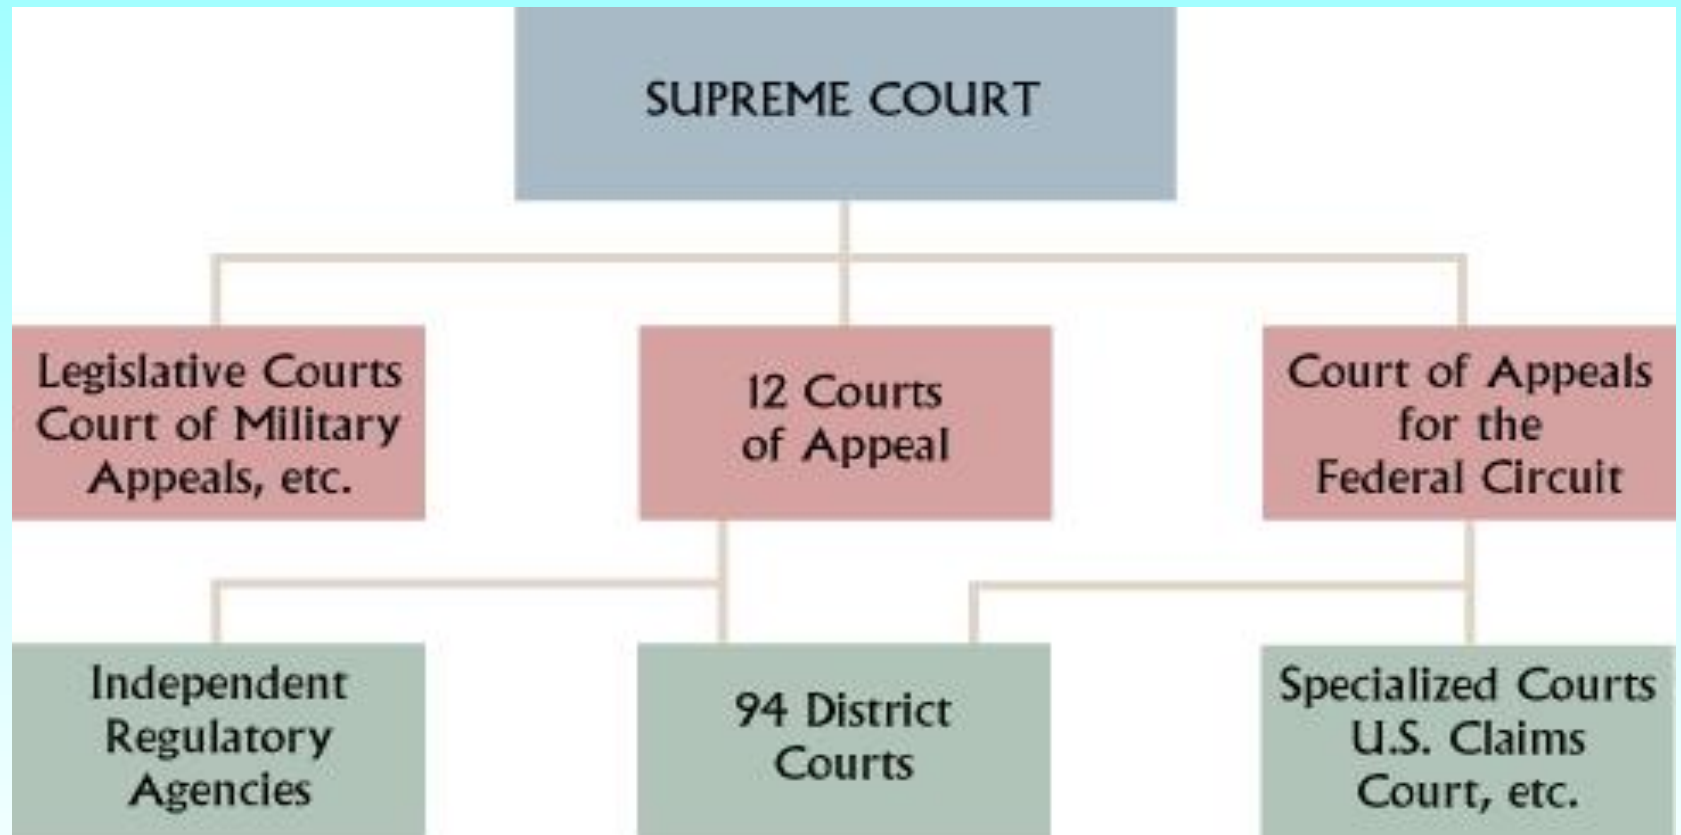 SUPREME COURT
Legislative Courts
Court of Military
Appeals, etc.
12 Courts
of Appeal
Court of Appeals
for the
Federal Circuit
Independent
Regulatory
Agencies
94 District
Courts
Specialized Courts
U.S. Claims
Court, etc.